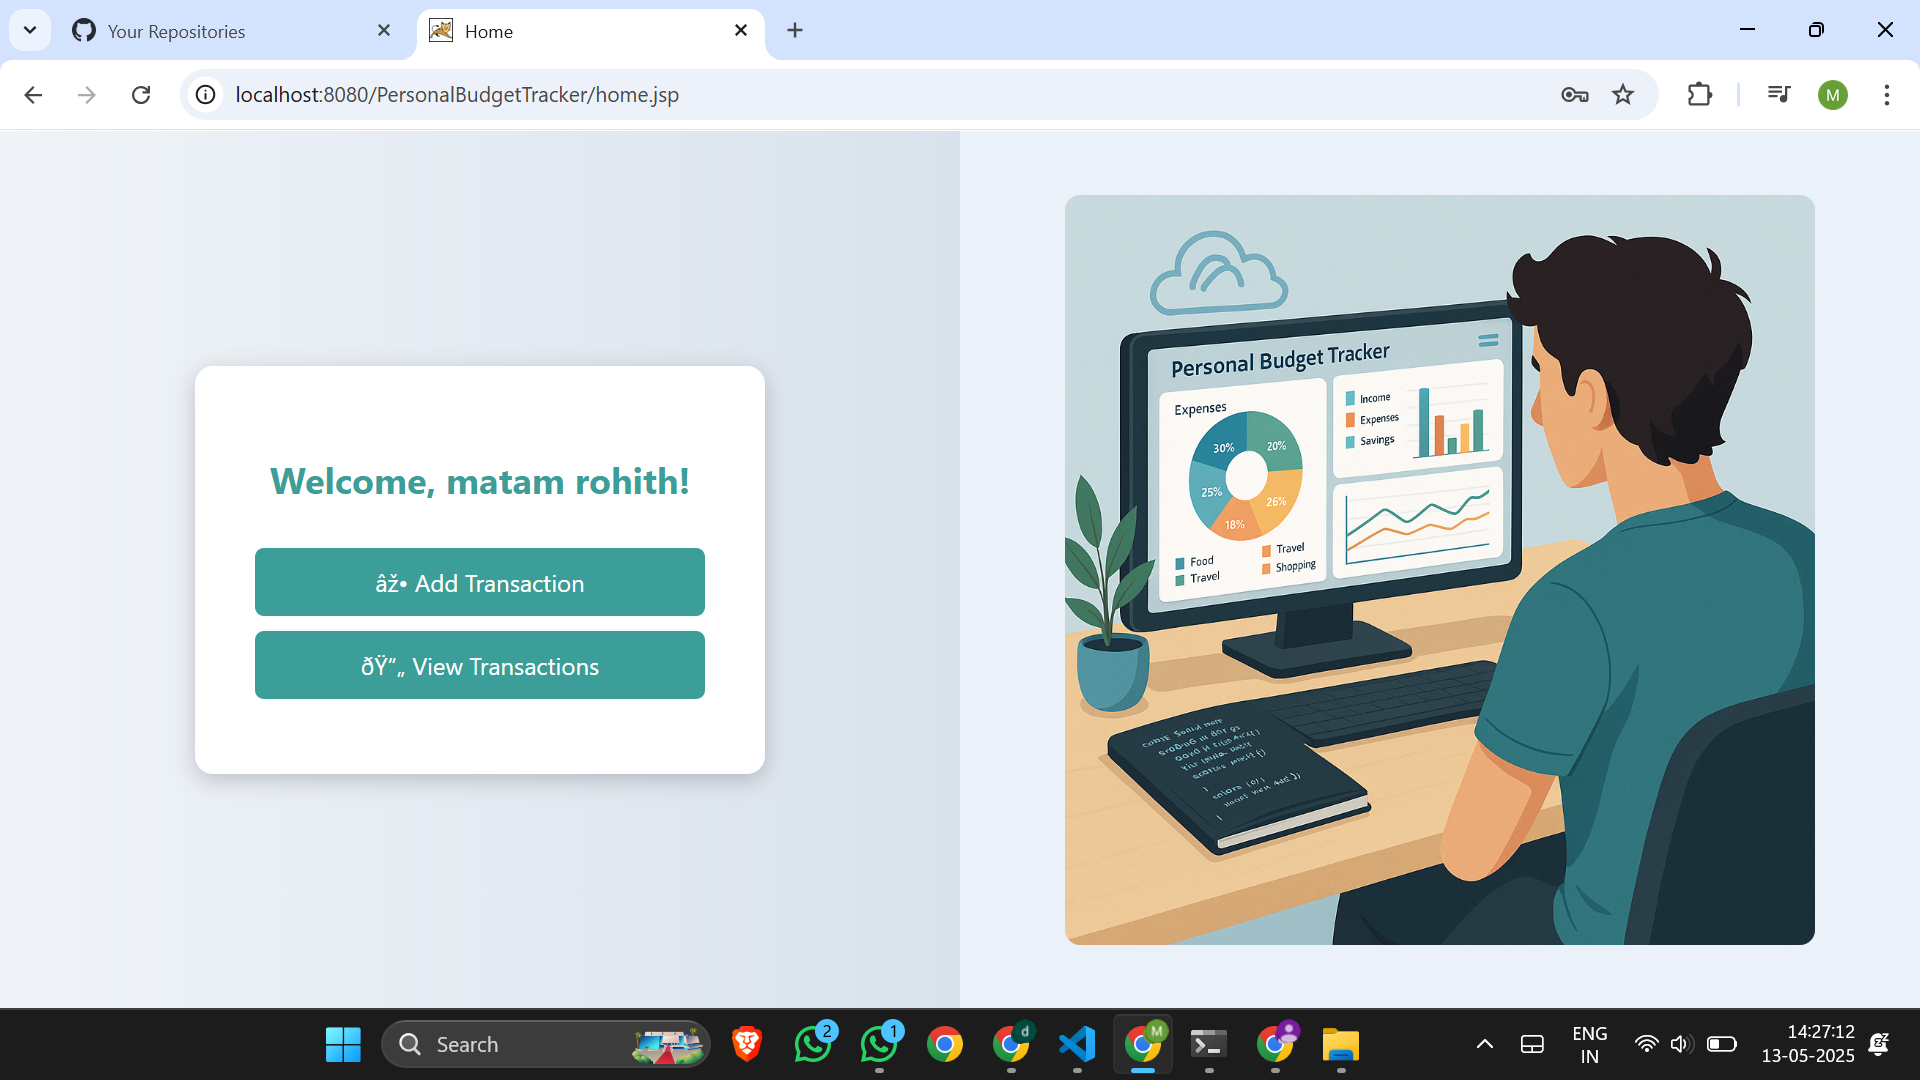 Your Repositories
Home
localhost:8080/PersonalBudgetTracker/home.jsp
M
Welcome, matam rohith!
âž• Add Transaction
ðŸ“„ View Transactions
Personal Budget Tracker
Expenses
30%
20%
25%
26%
18%
Food
Travel
Travel
Shopping
Income
Expenses
Savings
Search
2
1
d
M
ENG
IN
14:27:12
13-05-2025